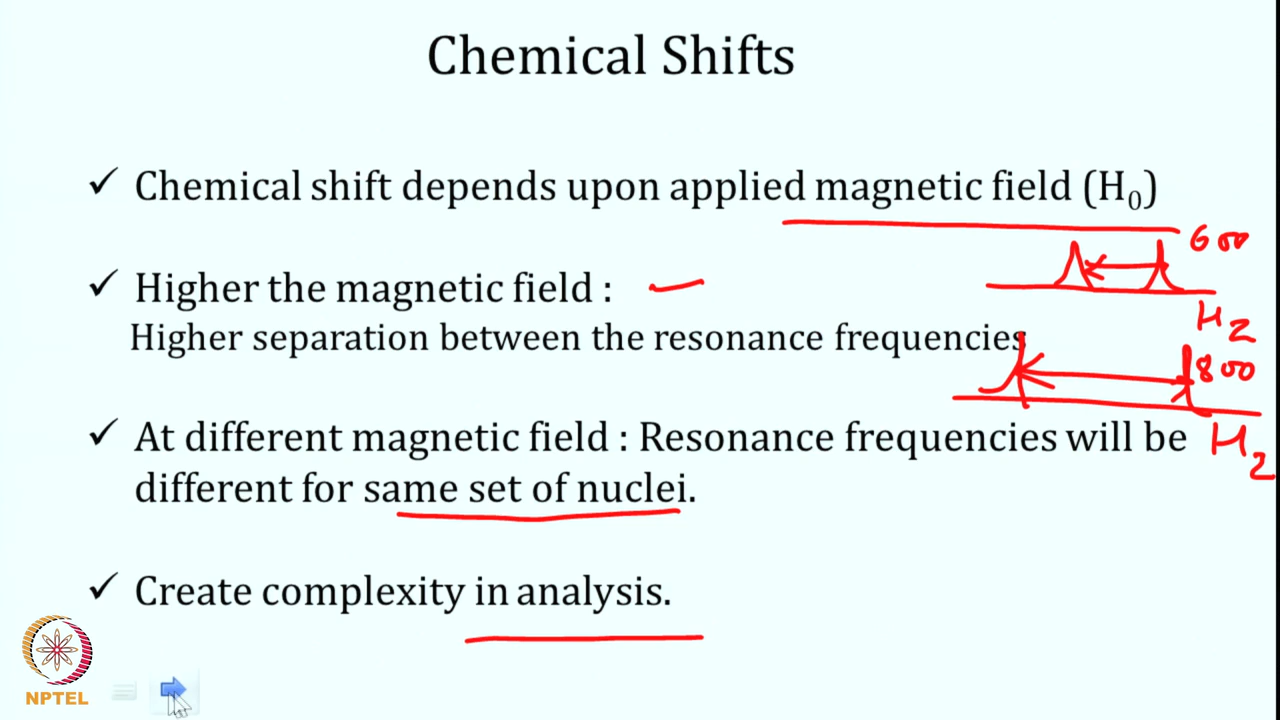 Chemical Shifts
✓ Chemical shift depends upon applied magnetic field (H₀)
600
✓ Higher the magnetic field :
Hz
Higher separation between the resonance frequencies
800
✓ At different magnetic field : Resonance frequencies will be
Hz
different for same set of nuclei.
✓ Create complexity in analysis.
NPTEL